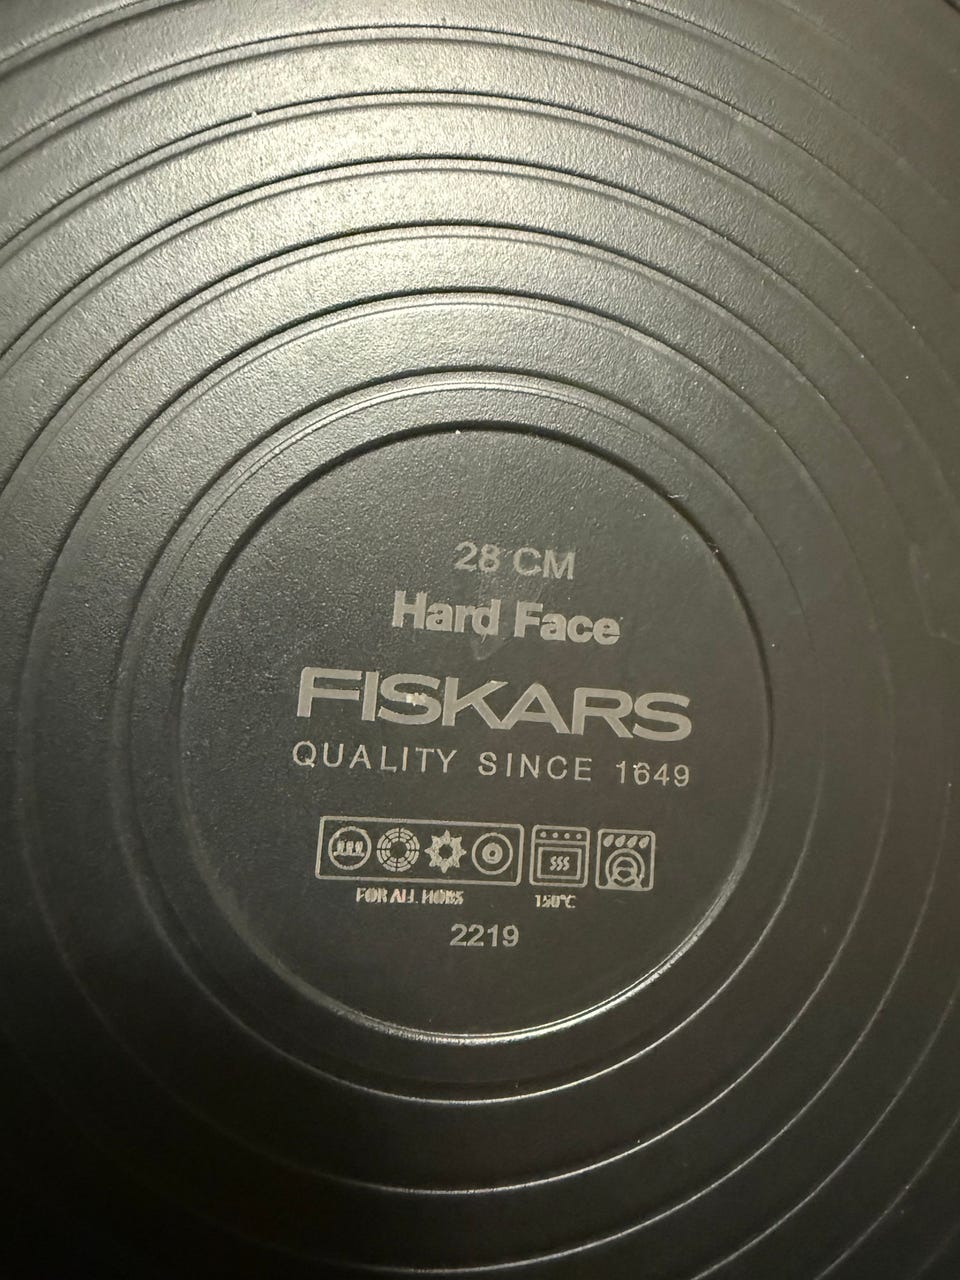 28 CM
Hard Face
FISKARS
QUALITY SINCE 1649
FOR ALL HOBS
150°C
2219